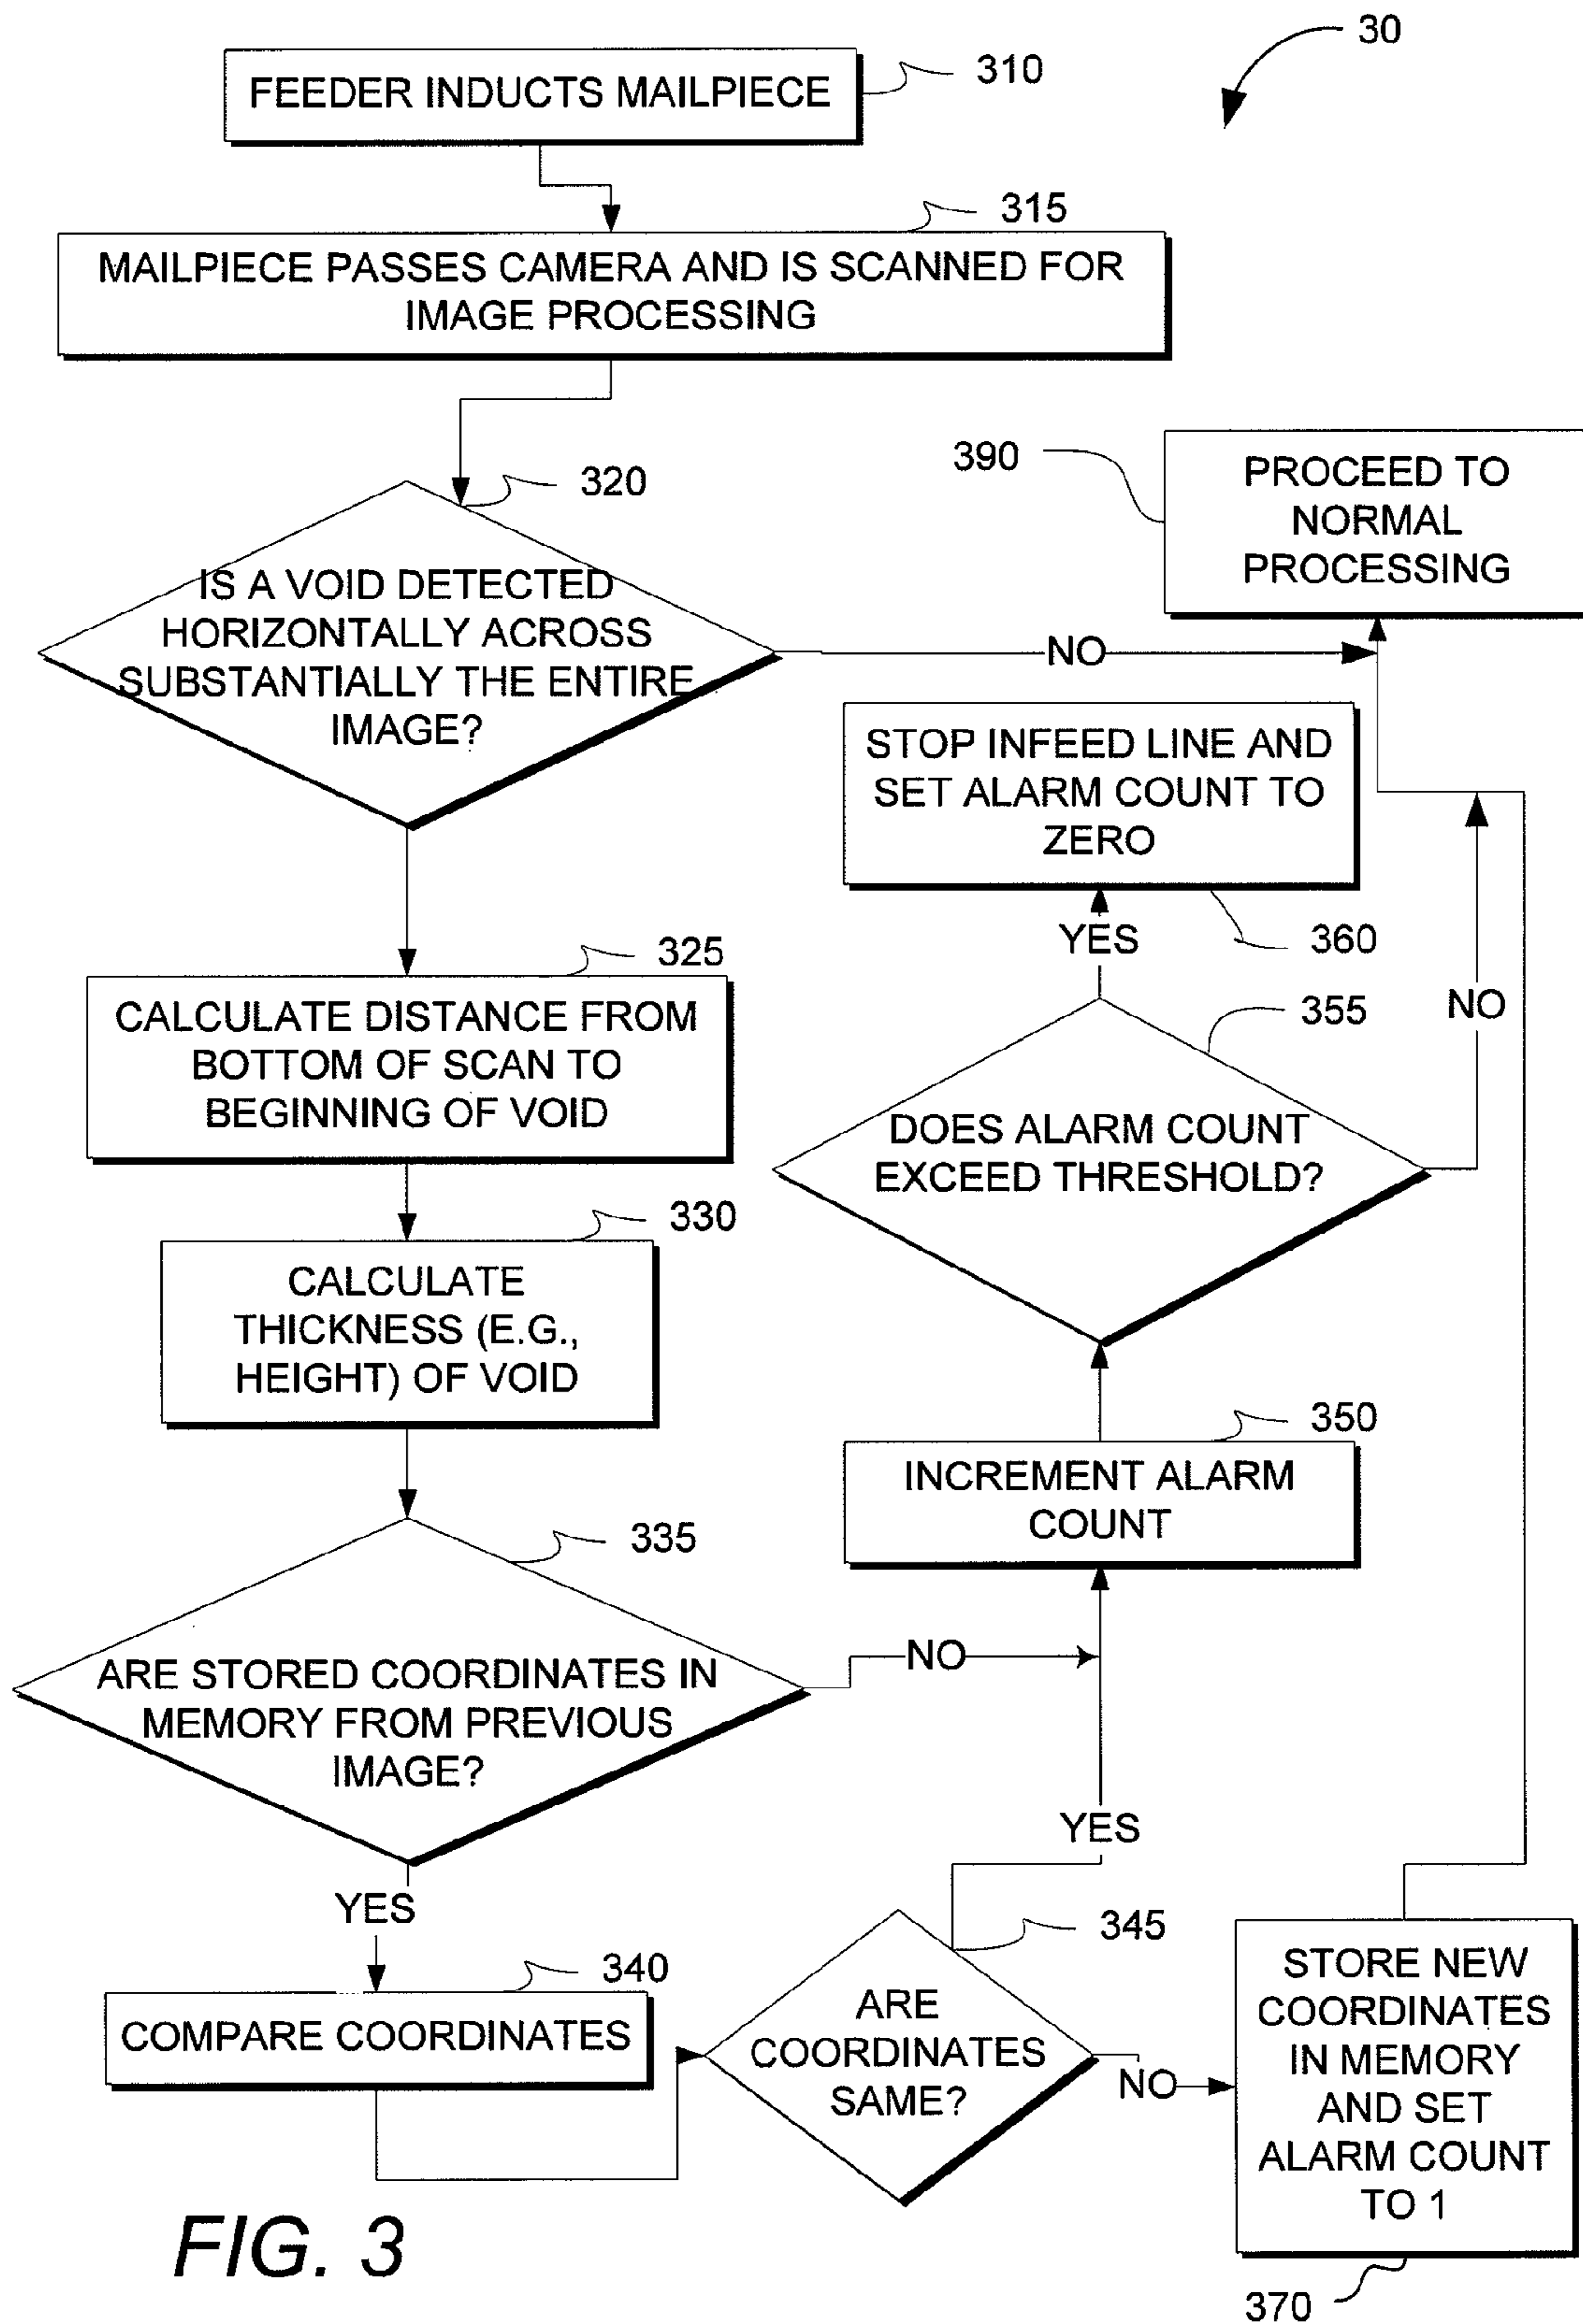 30
FEEDER INDUCTS MAILPIECE
310
315
MAILPIECE PASSES CAMERA AND IS SCANNED FOR
IMAGE PROCESSING
320
IS A VOID DETECTED
HORIZONTALLY ACROSS
SUBSTANTIALLY THE ENTIRE
IMAGE?
NO
390
PROCEED TO
NORMAL
PROCESSING
325
CALCULATE DISTANCE FROM
BOTTOM OF SCAN TO
BEGINNING OF VOID
330
CALCULATE
THICKNESS (E.G.,
HEIGHT) OF VOID
335
ARE STORED COORDINATES IN
MEMORY FROM PREVIOUS
IMAGE?
NO
YES
340
COMPARE COORDINATES
345
ARE
COORDINATES
SAME?
YES
NO
350
INCREMENT ALARM
COUNT
355
DOES ALARM COUNT
EXCEED THRESHOLD?
NO
YES
STOP INFEED LINE AND
SET ALARM COUNT TO
ZERO
360
STORE NEW
COORDINATES
IN MEMORY
AND SET
ALARM COUNT
TO 1
370
FIG. 3